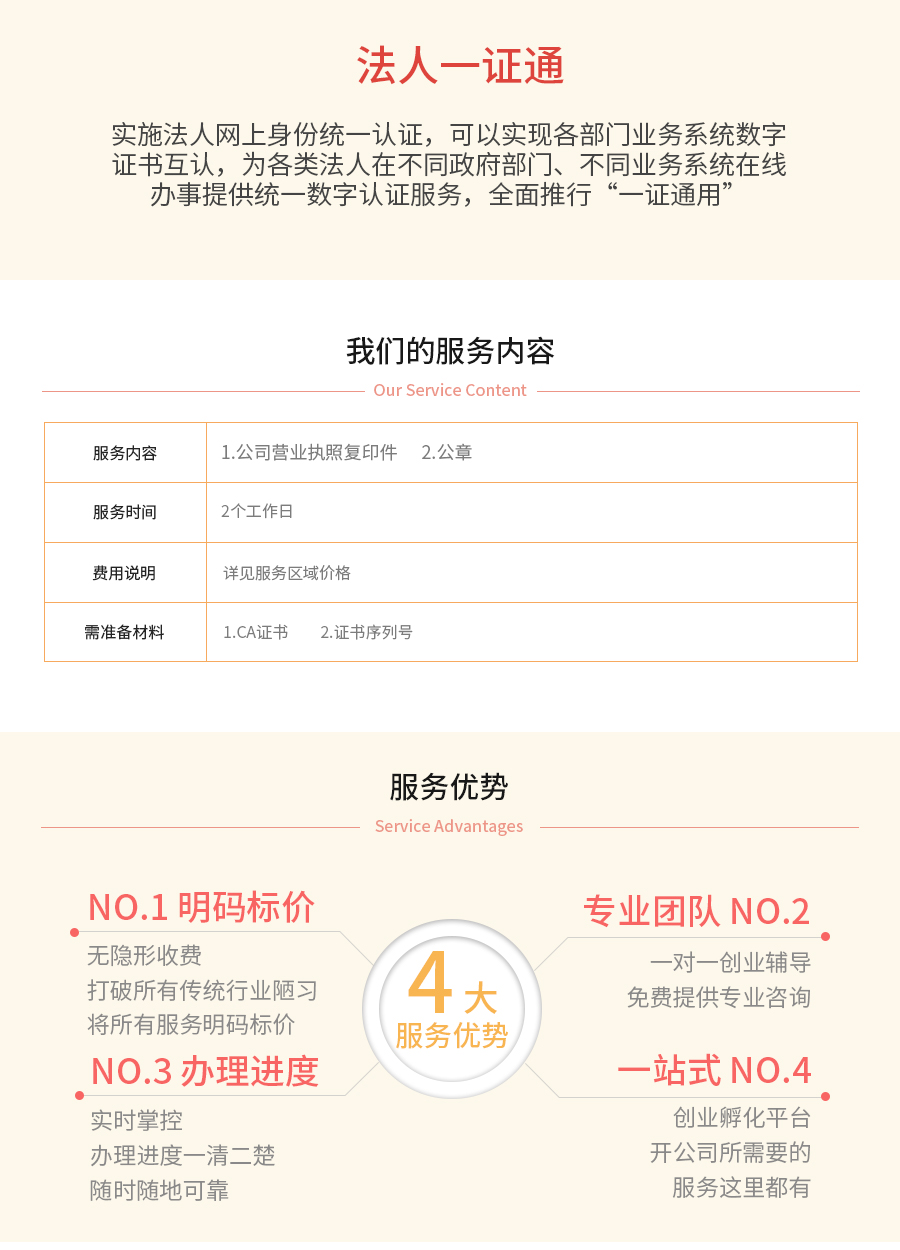 法人一证通
实施法人网上身份统一认证，可以实现各部门业务系统数字
证书互认，为各类法人在不同政府部门、不同业务系统在线
办事提供统一数字认证服务，全面推行“一证通用”
我们的服务内容
Our Service Content
服务内容 1.公司营业执照复印件 2.公章
服务时间 2个工作日
费用说明 详见服务区域价格
需准备材料 1.CA证书 2.证书序列号
服务优势
Service Advantages
NO.1 明码标价
无隐形收费
打破所有传统行业陋习
将所有服务明码标价
专业团队 NO.2
一对一创业辅导
免费提供专业咨询
4大
服务优势
NO.3 办理进度
实时掌控
办理进度一清二楚
随时随地可靠
一站式 NO.4
创业孵化平台
开公司所需要的
服务这里都有